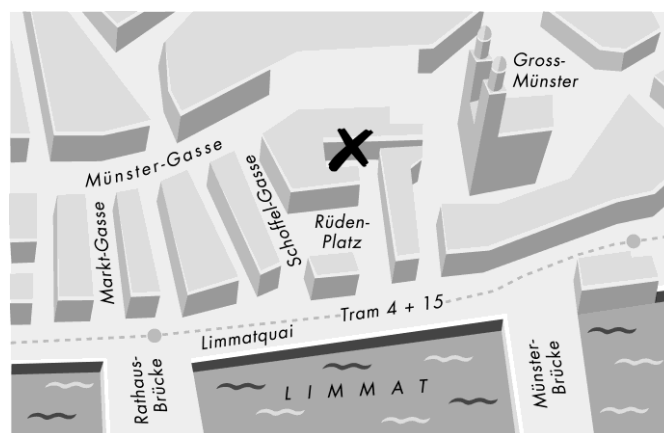 Gross-
Münster
Münster-Gasse
Schoffel-Gasse
Markt-Gasse
Rüden-
Platz
Tram 4 + 15
Limmatquai
Rathaus-
Brücke
LIMMAT
Münster-
Brücke